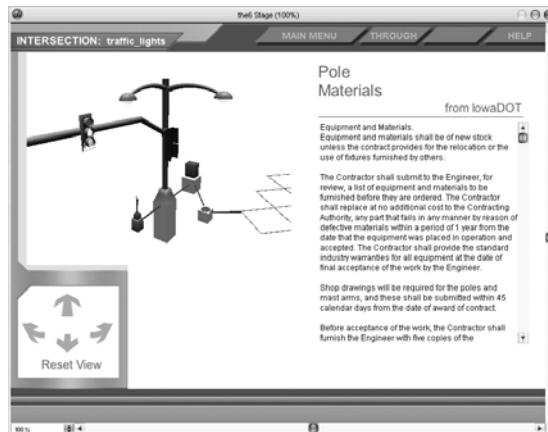 the6 Stage (100%)
INTERSECTION: traffic_lights
MAIN MENU
THROUGH
HELP
Pole
Materials
from IowaDOT
Equipment and Materials.
Equipment and materials shall be of new stock
unless the contract provides for the relocation or the
use of fixtures furnished by others.
The Contractor shall submit to the Engineer, for
review, a list of equipment and materials to be
furnished before they are ordered. The Contractor
shall replace at no additional cost to the Contracting
Authority, any part that fails in any manner by reason of
defective materials within a period of 1 year from the
date that the equipment was placed in operation and
accepted. The Contractor shall provide the standard
industry warranties for all equipment at the date of
final acceptance of the work by the Engineer.
Shop drawings will be required for the poles and
mast arms, and these shall be submitted within 45
calendar days from the date of award of contract.
Before acceptance of the work, the Contractor shall
furnish the Engineer with five copies of the
Reset View
100%